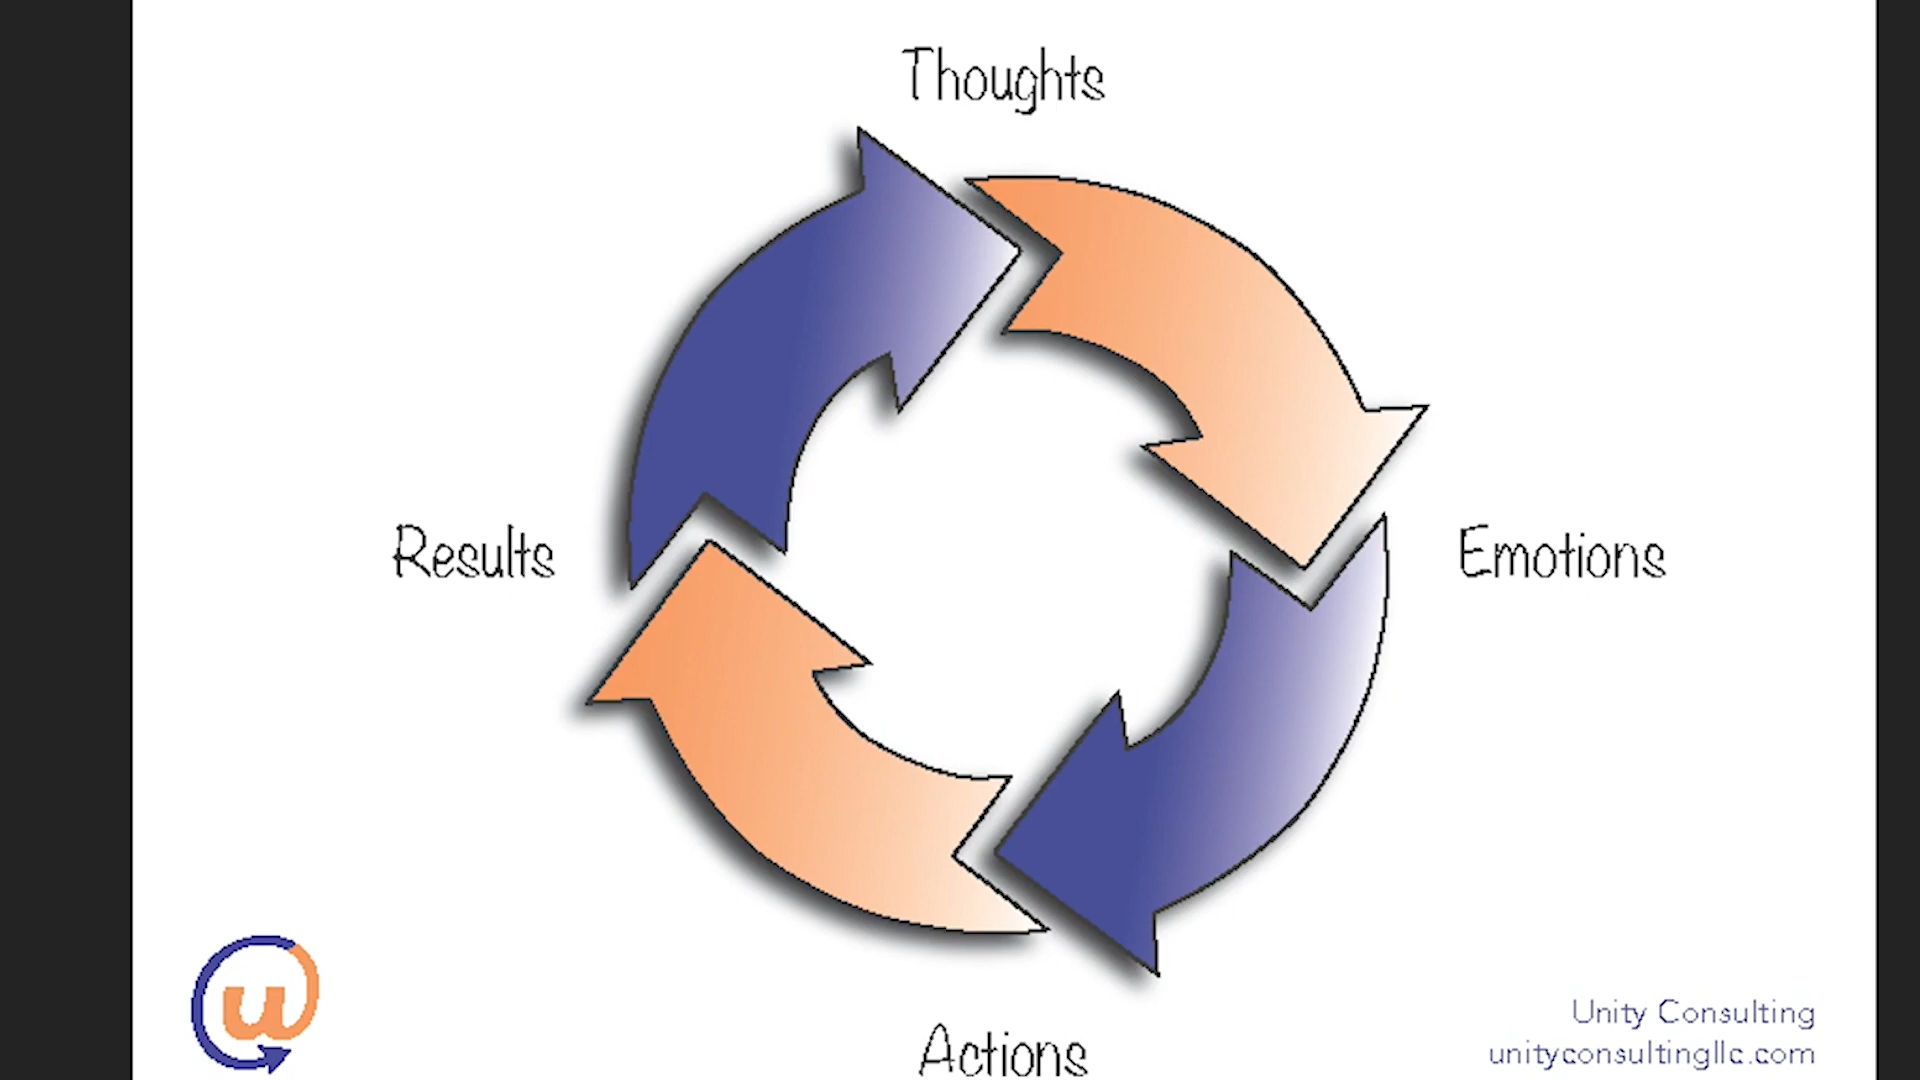 Thoughts
Results
Emotions
Actions
u
Unity Consulting
unityconsultingllc.com